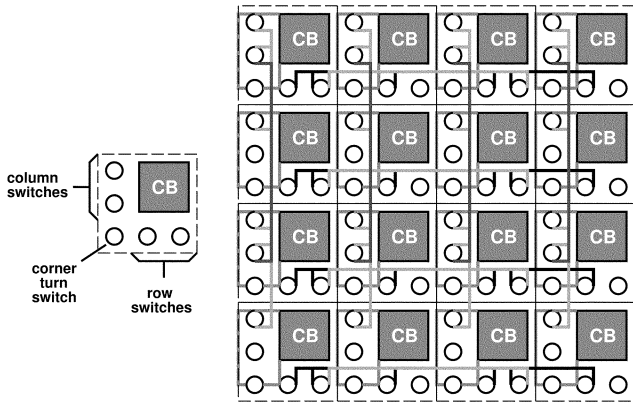 CB CB CB CB
CB CB CB CB
column
switches
CB
CB CB CB CB
corner
turn
switch
row
switches
CB CB CB CB